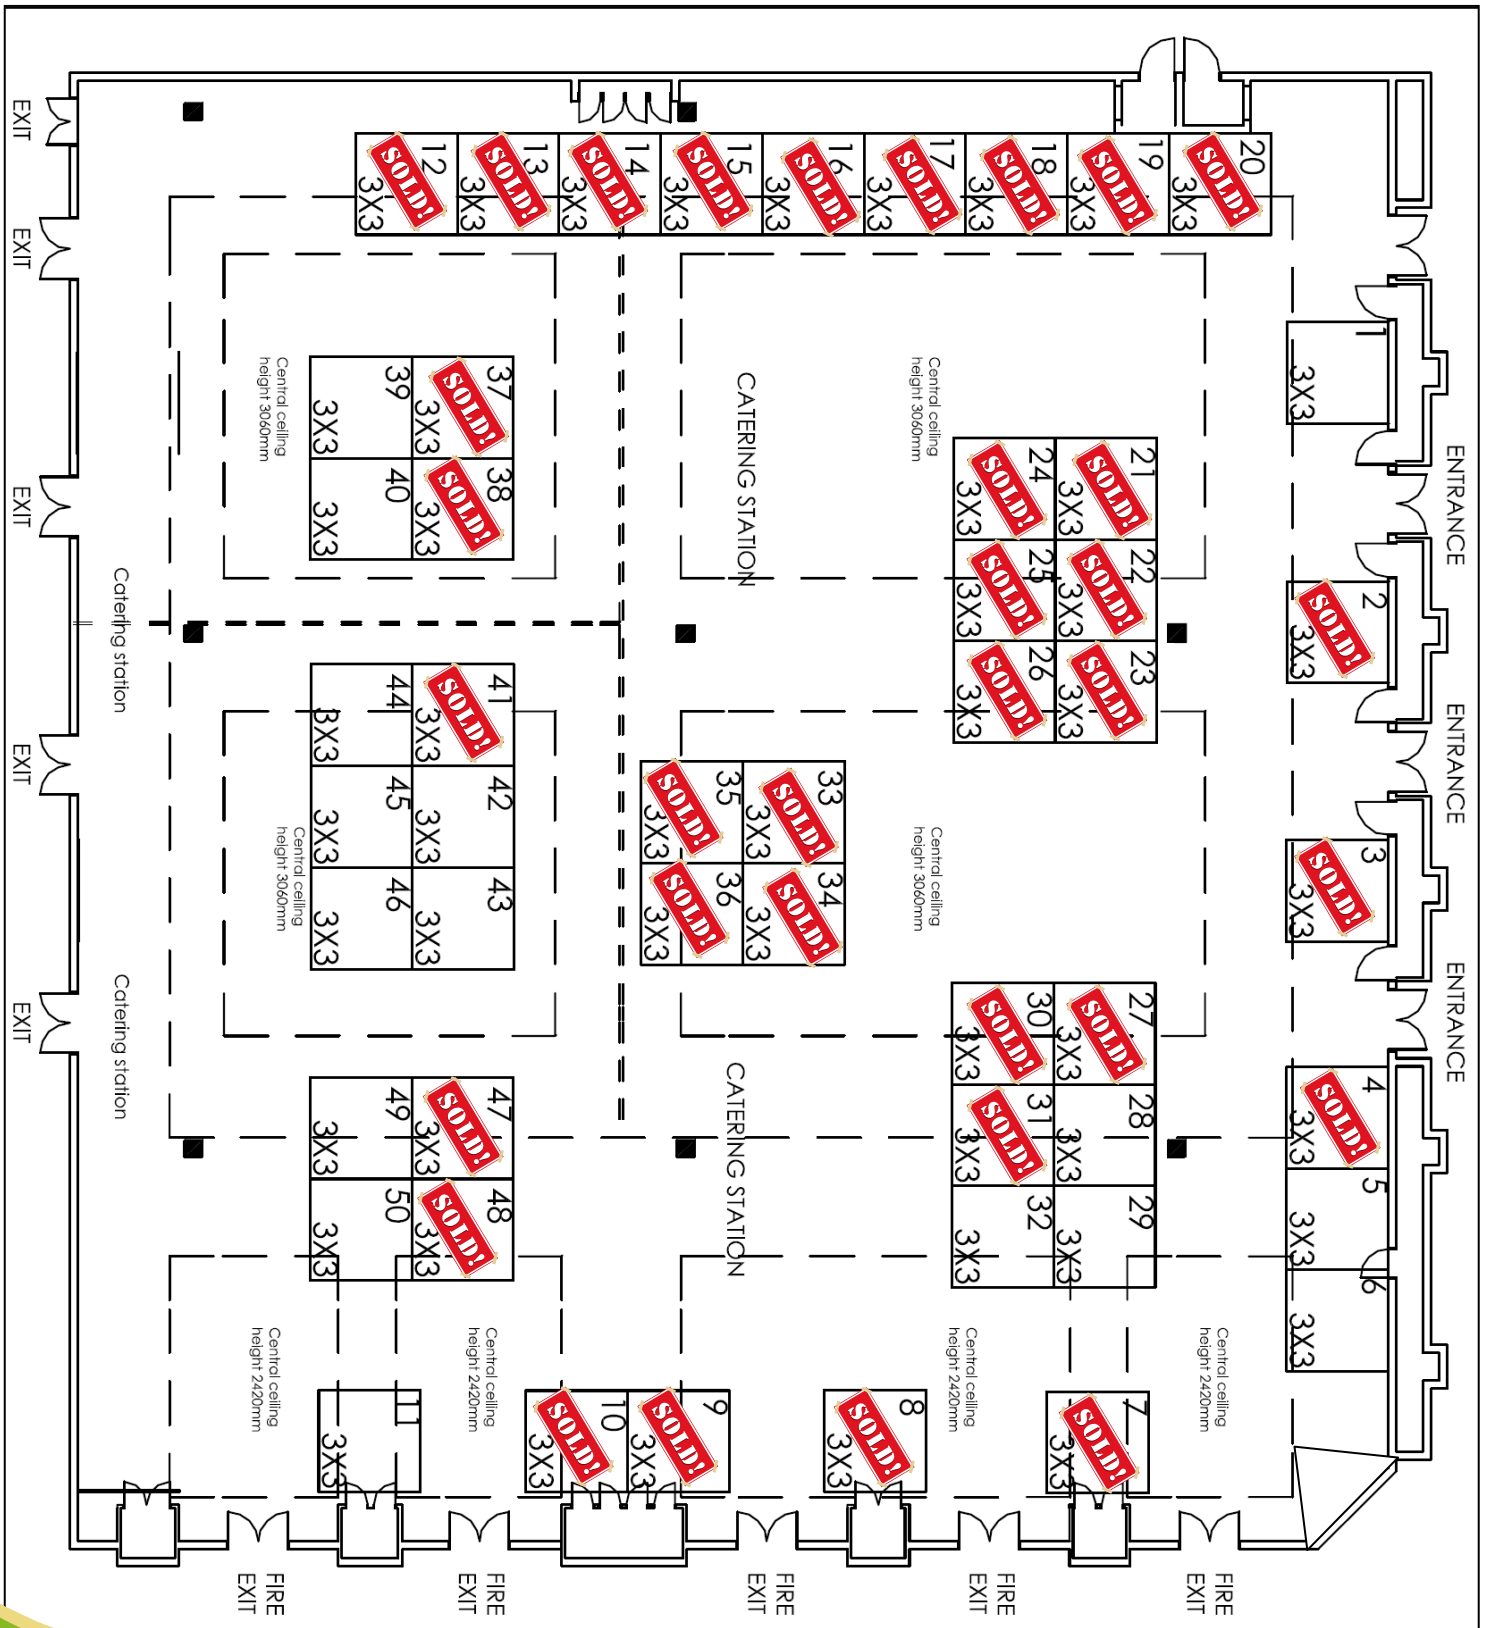 EXIT
EXIT
EXIT
EXIT
EXIT
12
3X3
SOLD!
13
3X3
SOLD!
14
3X3
SOLD!
15
3X3
SOLD!
16
3X3
SOLD!
17
3X3
SOLD!
18
3X3
SOLD!
19
3X3
SOLD!
20
3X3
SOLD!
1
3X3
2
3X3
SOLD!
3
3X3
SOLD!
4
3X3
SOLD!
5
3X3
6
3X3
ENTRANCE
ENTRANCE
ENTRANCE
Central ceiling
height 3060mm
37
3X3
SOLD!
38
3X3
SOLD!
39
3X3
40
3X3
CATERING STATION
Central ceiling
height 3060mm
21
3X3
SOLD!
22
3X3
SOLD!
23
3X3
SOLD!
24
3X3
SOLD!
25
3X3
SOLD!
26
3X3
SOLD!
Catering station
41
3X3
SOLD!
42
3X3
43
3X3
44
3X3
45
3X3
46
3X3
Central ceiling
height 3060mm
33
3X3
SOLD!
34
3X3
SOLD!
35
3X3
SOLD!
36
3X3
SOLD!
Central ceiling
height 3060mm
Catering station
27
3X3
SOLD!
28
3X3
29
3X3
30
3X3
SOLD!
31
3X3
SOLD!
32
3X3
CATERING STATION
47
3X3
SOLD!
48
3X3
SOLD!
49
3X3
50
3X3
Central ceiling
height 2420mm
Central ceiling
height 2420mm
Central ceiling
height 2420mm
Central ceiling
height 2420mm
11
3X3
10
3X3
SOLD!
9
3X3
SOLD!
8
3X3
SOLD!
7
3X3
SOLD!
FIRE
EXIT
FIRE
EXIT
FIRE
EXIT
FIRE
EXIT
FIRE
EXIT